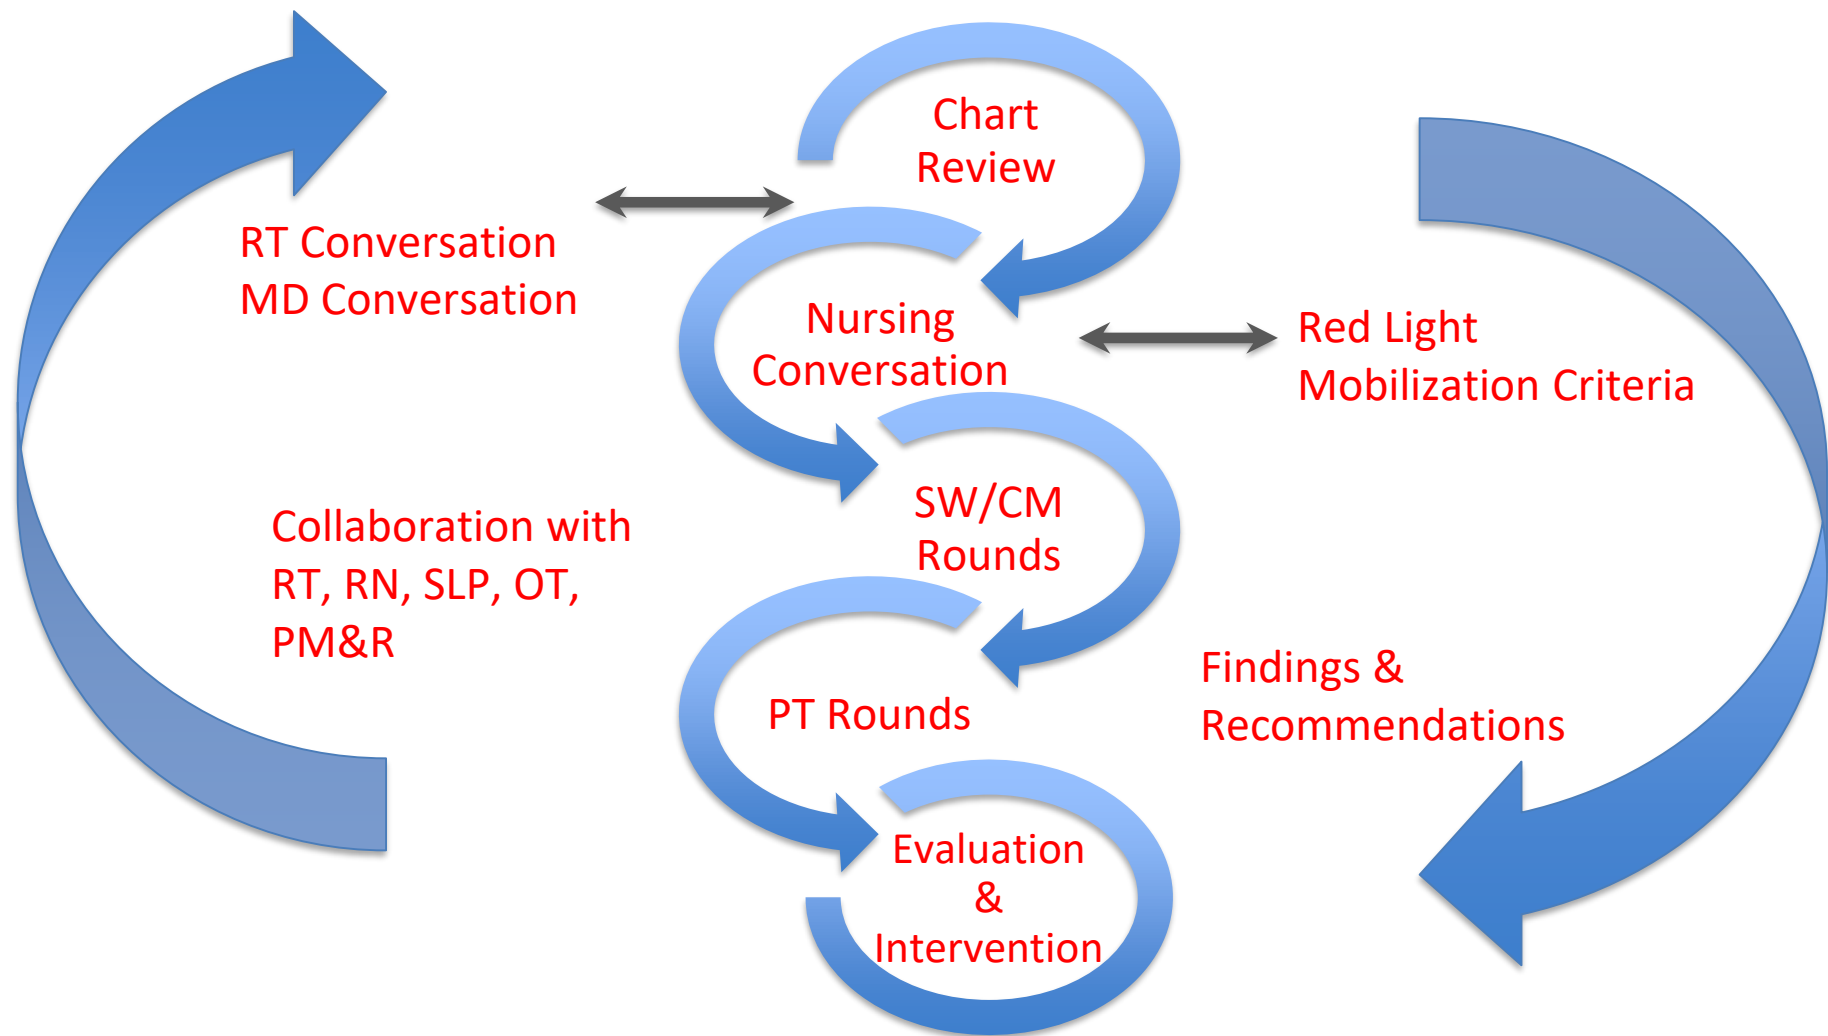 Chart
Review
RT Conversation
MD Conversation
Nursing
Conversation
Red Light
Mobilization Criteria
SW/CM
Rounds
Collaboration with
RT, RN, SLP, OT,
PM&R
PT Rounds
Findings &
Recommendations
Evaluation
&
Intervention